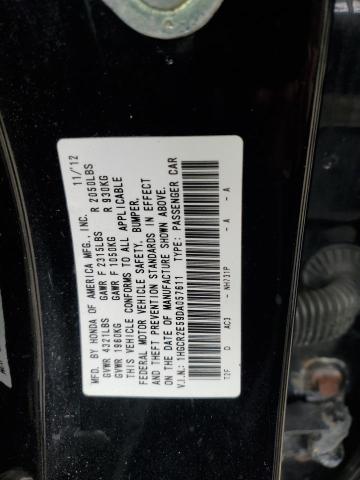 MFD. BY HONDA OF AMERICA MFG., INC. 11/12
GVWR 4321LBS GAWR F 2315LBS R 2050LBS
GVWR 1960KG GAWR F 1050KG R 930KG
THIS VEHICLE CONFORMS TO ALL APPLICABLE
FEDERAL MOTOR VEHICLE SAFETY, BUMPER,
AND THEFT PREVENTION STANDARDS IN EFFECT
ON THE DATE OF MANUFACTURE SHOWN ABOVE.
V.I.N.: 1HGCR2E59DA057611 TYPE: PASSENGER CAR
T2F D AC3 - NH731P - A - A